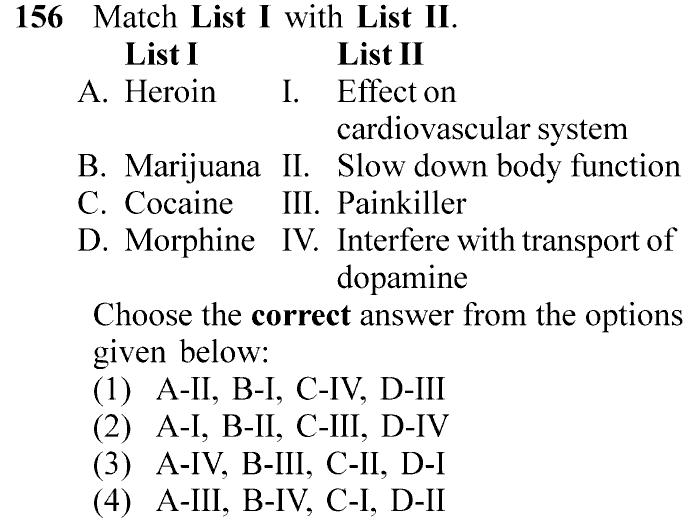 156 Match List I with List II.
List I List II
A. Heroin I. Effect on
cardiovascular system
B. Marijuana II. Slow down body function
C. Cocaine III. Painkiller
D. Morphine IV. Interfere with transport of
dopamine
Choose the correct answer from the options
given below:
(1) A-II, B-I, C-IV, D-III
(2) A-I, B-II, C-III, D-IV
(3) A-IV, B-III, C-II, D-I
(4) A-III, B-IV, C-I, D-II